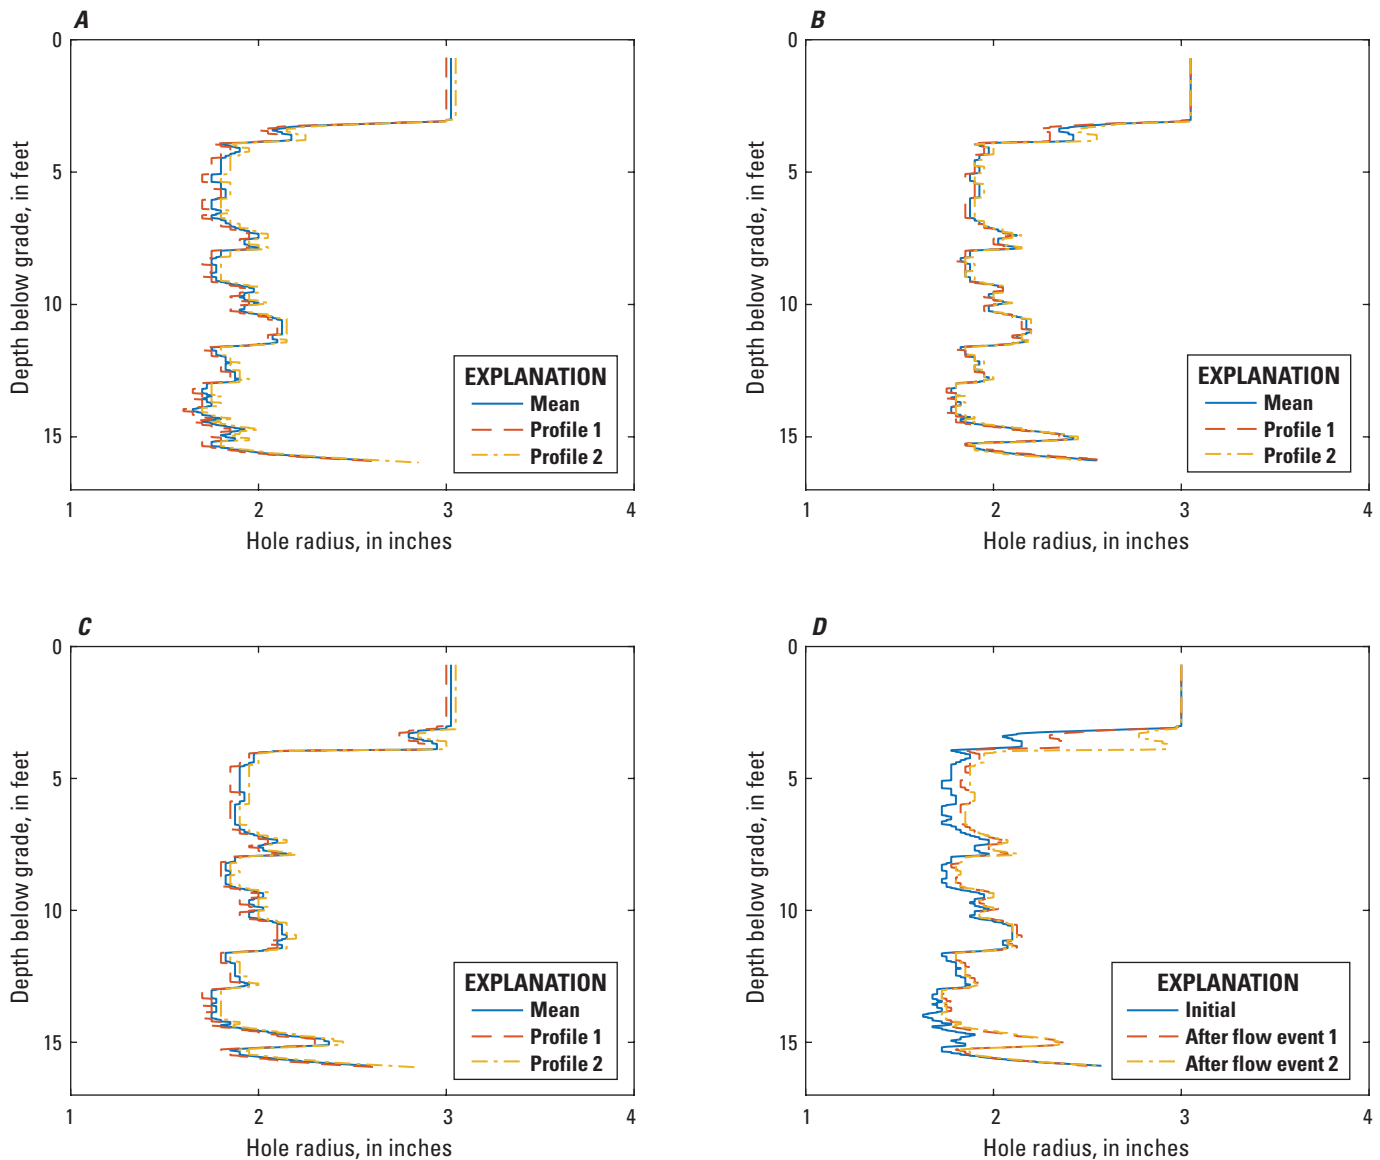 A
0
5
10
15
Depth below grade, in feet
1
2
3
4
Hole radius, in inches
EXPLANATION
Mean
Profile 1
Profile 2
B
0
5
10
15
Depth below grade, in feet
1
2
3
4
Hole radius, in inches
EXPLANATION
Mean
Profile 1
Profile 2
C
0
5
10
15
Depth below grade, in feet
1
2
3
4
Hole radius, in inches
EXPLANATION
Mean
Profile 1
Profile 2
D
0
5
10
15
Depth below grade, in feet
1
2
3
4
Hole radius, in inches
EXPLANATION
Initial
After flow event 1
After flow event 2